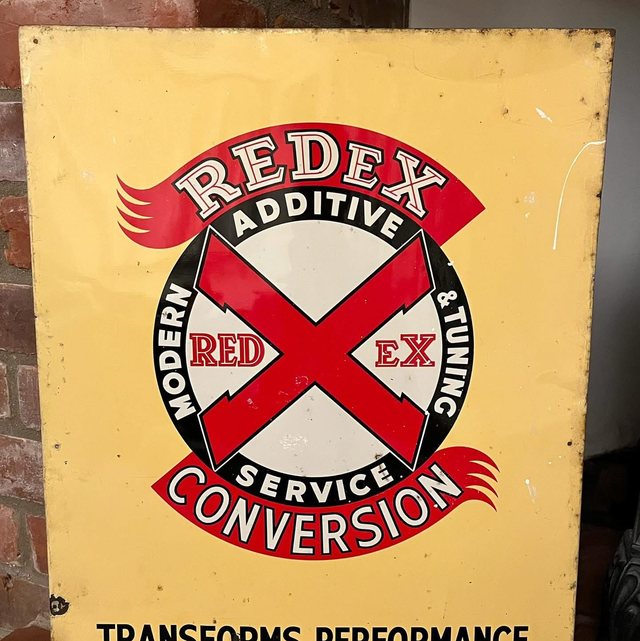 REDEX
ADDITIVE
MODERN
& TUNING
RED EX
SERVICE
CONVERSION
TRANSFORMS PERFORMANCE